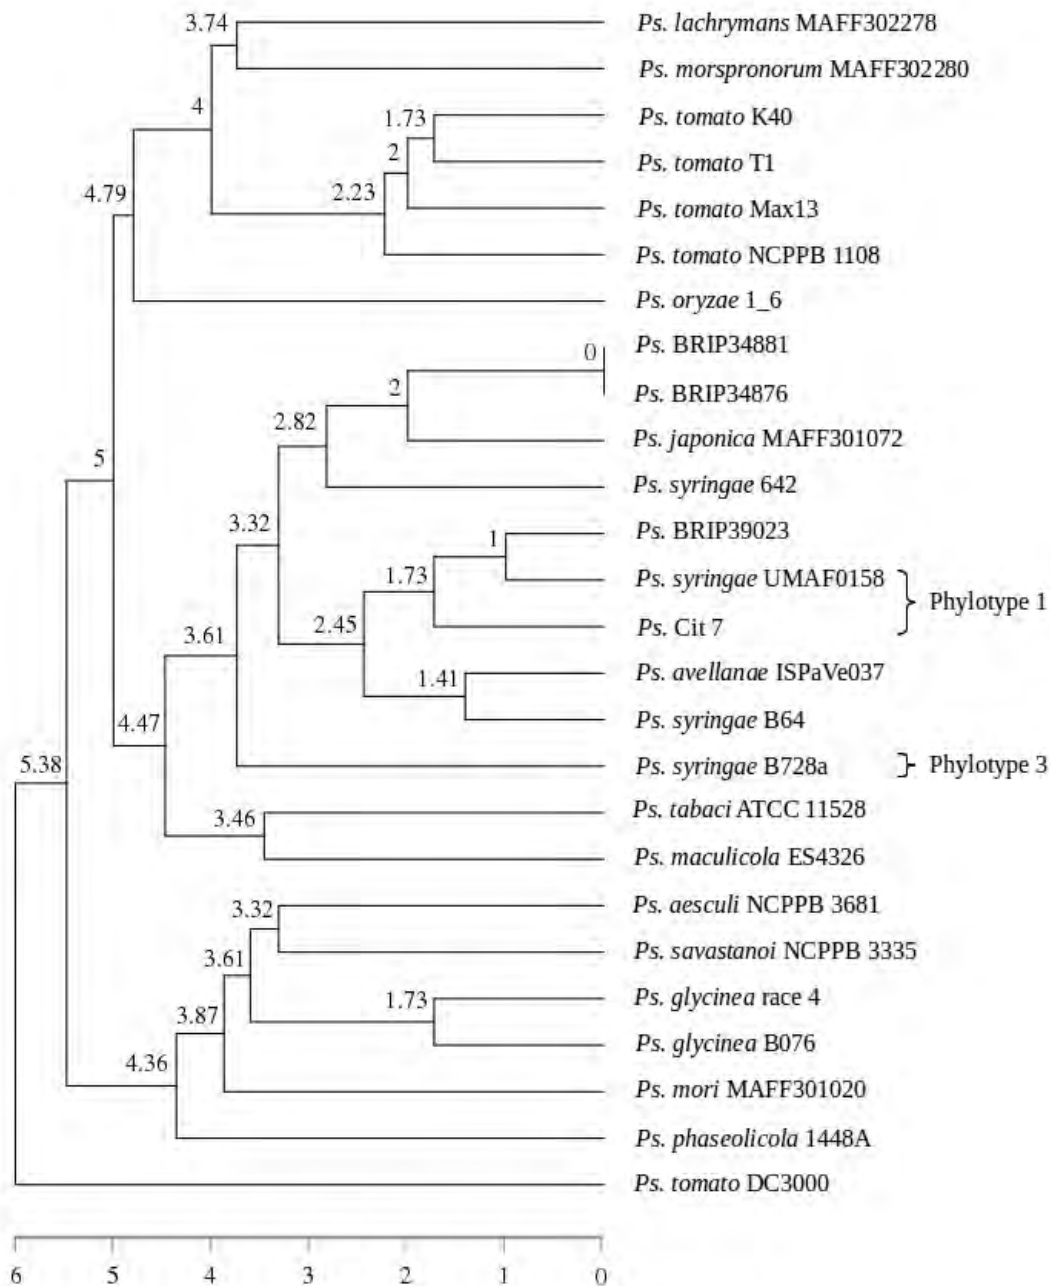 3.74
Ps. lachrymans MAFF302278
Ps. morspronorum MAFF302280
4
1.73
Ps. tomato K40
2
Ps. tomato T1
4.79
2.23
Ps. tomato Max13
Ps. tomato NCPPB 1108
Ps. oryzae 1_6
0
Ps. BRIP34881
2
Ps. BRIP34876
2.82
Ps. japonica MAFF301072
5
Ps. syringae 642
3.32
1
Ps. BRIP39023
1.73
Ps. syringae UMAF0158
Phylotype 1
3.61
2.45
Ps. Cit 7
1.41
Ps. avellanae ISPaVe037
4.47
Ps. syringae B64
5.38
Ps. syringae B728a
Phylotype 3
3.46
Ps. tabaci ATCC 11528
Ps. maculicola ES4326
3.32
Ps. aesculi NCPPB 3681
3.61
Ps. savastanoi NCPPB 3335
3.87
1.73
Ps. glycinea race 4
Ps. glycinea B076
4.36
Ps. mori MAFF301020
Ps. phaseolicola 1448A
Ps. tomato DC3000
6 5 4 3 2 1 0